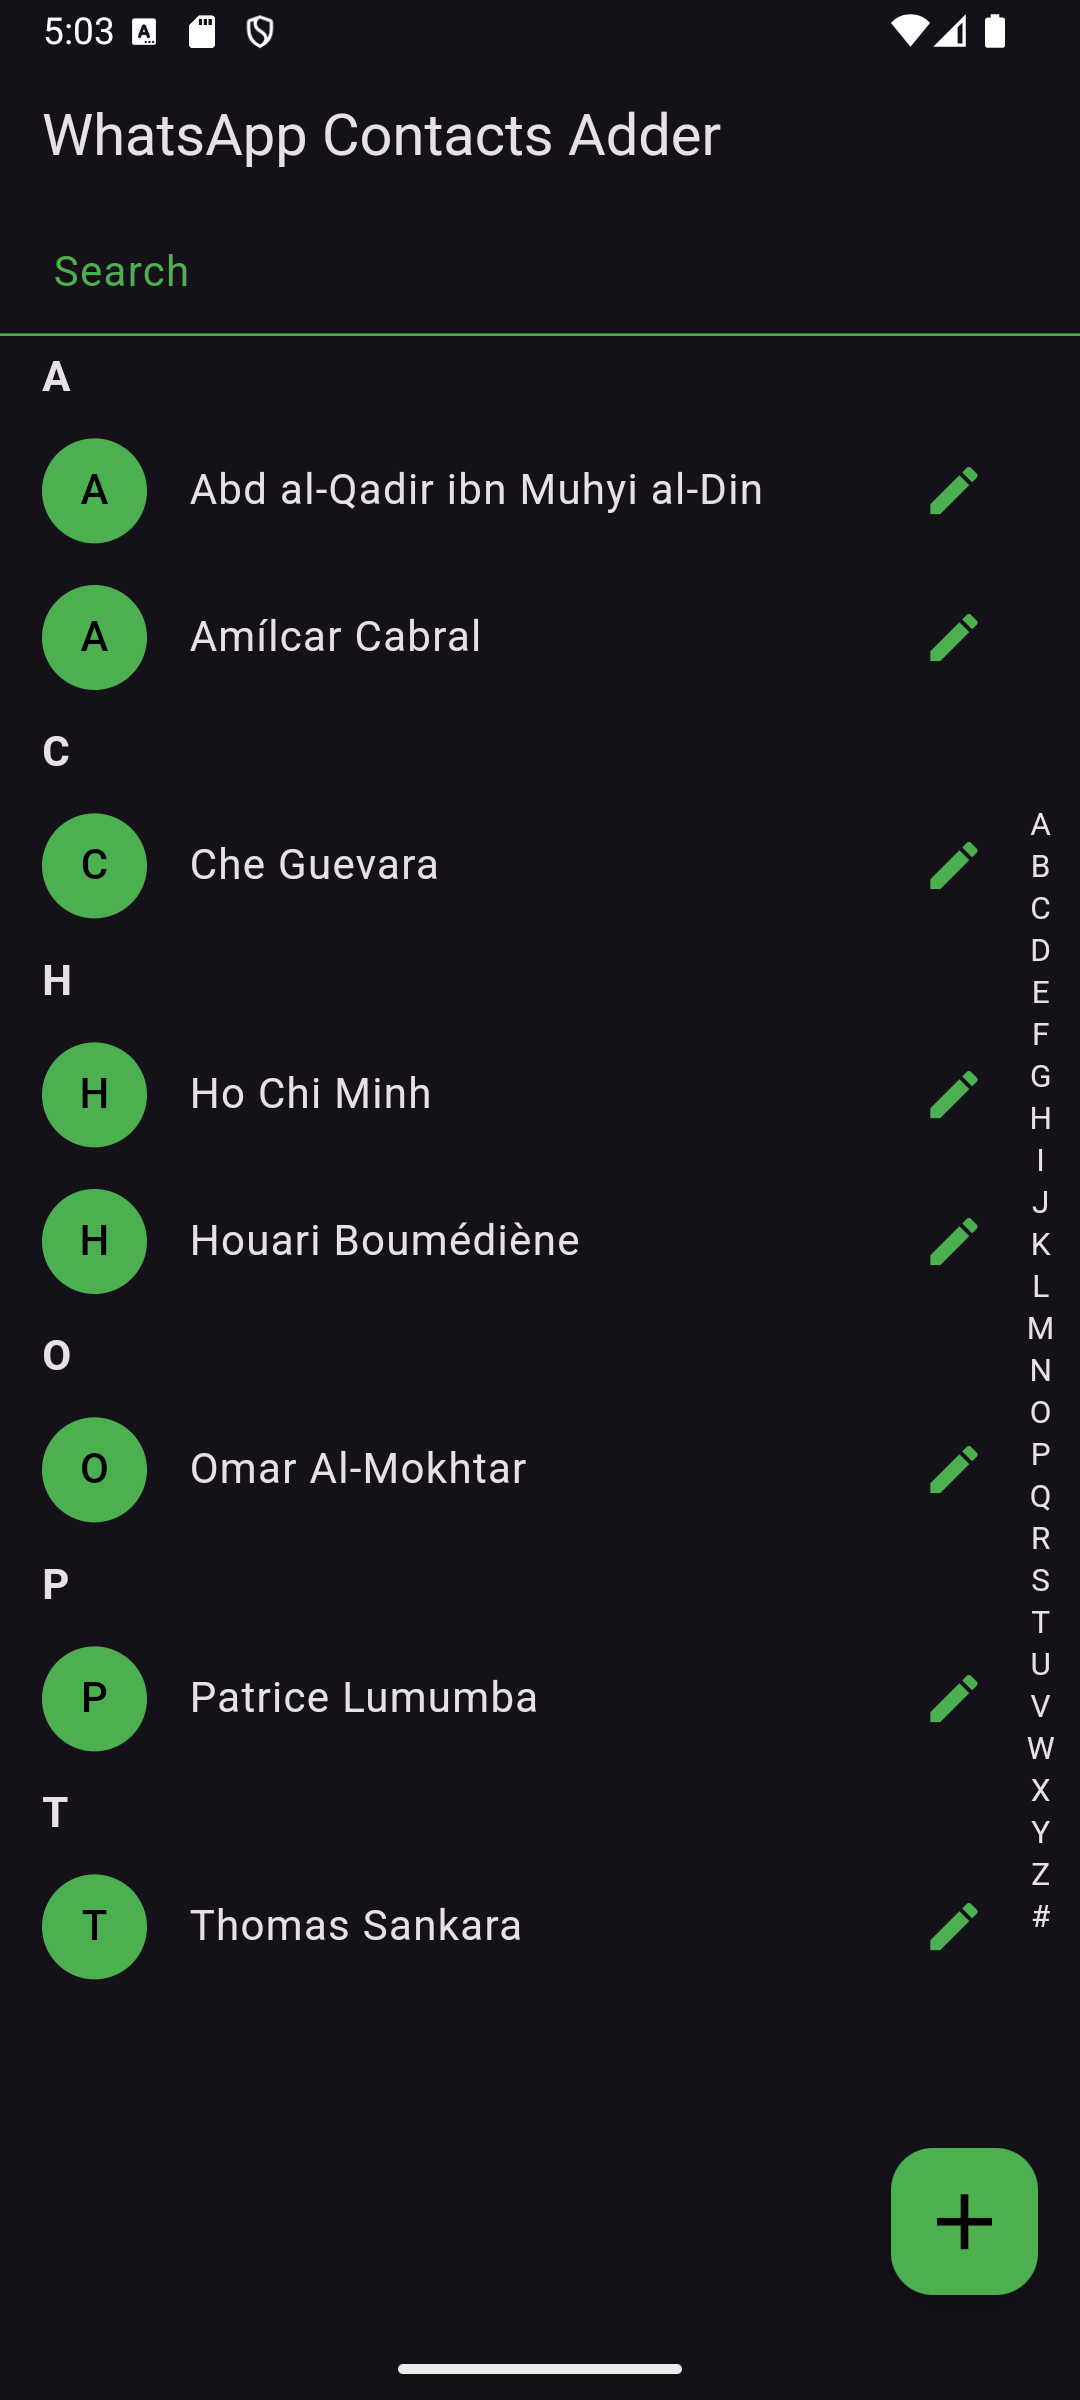 5:03
WhatsApp Contacts Adder
Search
A
A Abd al-Qadir ibn Muhyi al-Din
A Amílcar Cabral
C
C Che Guevara
H
H Ho Chi Minh
H Houari Boumédiène
O
O Omar Al-Mokhtar
P
P Patrice Lumumba
T
T Thomas Sankara
A
B
C
D
E
F
G
H
I
J
K
L
M
N
O
P
Q
R
S
T
U
V
W
X
Y
Z
#